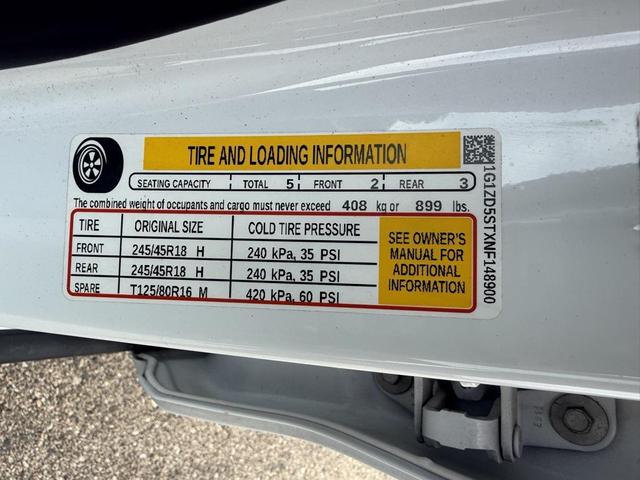 TIRE AND LOADING INFORMATION
SEATING CAPACITY TOTAL 5 FRONT 2 REAR 3
The combined weight of occupants and cargo must never exceed 408 kg or 899 lbs.
TIRE ORIGINAL SIZE COLD TIRE PRESSURE
FRONT 245/45R18 H 240 kPa, 35 PSI
REAR 245/45R18 H 240 kPa, 35 PSI
SPARE T125/80R16 M 420 kPa, 60 PSI
SEE OWNER'S
MANUAL FOR
ADDITIONAL
INFORMATION
1G1ZD5STXNF148900